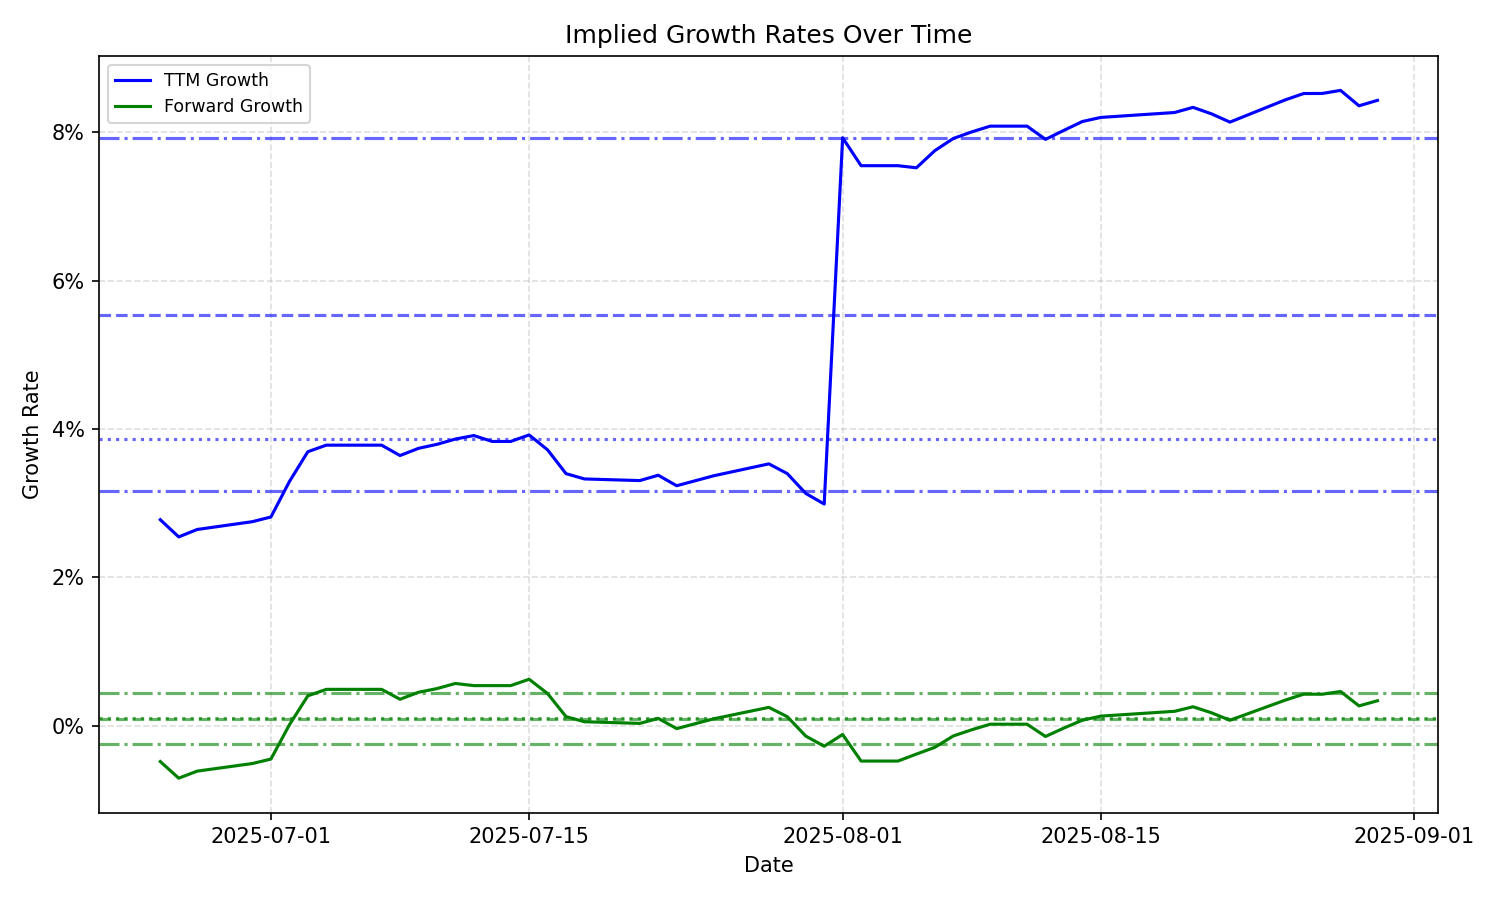 Implied Growth Rates Over Time
TTM Growth
Forward Growth
8%
6%
4%
2%
0%
Growth Rate
2025-07-01
2025-07-15
2025-08-01
2025-08-15
2025-09-01
Date